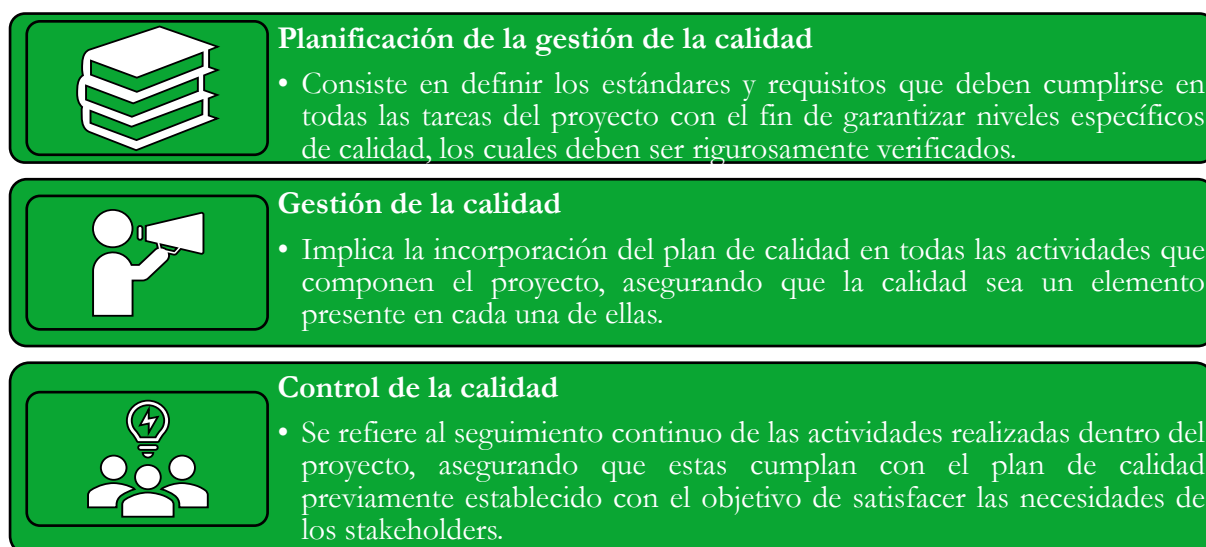 Planificación de la gestión de la calidad
• Consiste en definir los estándares y requisitos que deben cumplirse en
todas las tareas del proyecto con el fin de garantizar niveles específicos
de calidad, los cuales deben ser rigurosamente verificados.
Gestión de la calidad
• Implica la incorporación del plan de calidad en todas las actividades que
componen el proyecto, asegurando que la calidad sea un elemento
presente en cada una de ellas.
Control de la calidad
• Se refiere al seguimiento continuo de las actividades realizadas dentro del
proyecto, asegurando que estas cumplan con el plan de calidad
previamente establecido con el objetivo de satisfacer las necesidades de
los stakeholders.